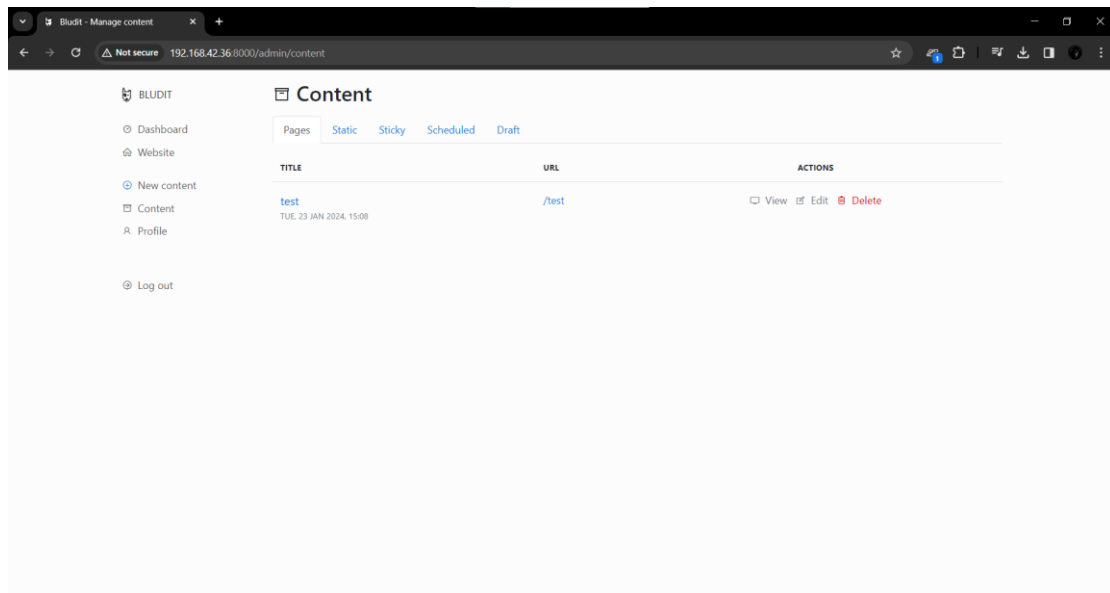 Bludit - Manage content
Not secure 192.168.42.36:8000/admin/content
1
BLUDIT
Dashboard
Website
New content
Content
Profile
Log out
Content
Pages Static Sticky Scheduled Draft
TITLE URL ACTIONS
test /test View Edit Delete
TUE, 23 JAN 2024, 15:08